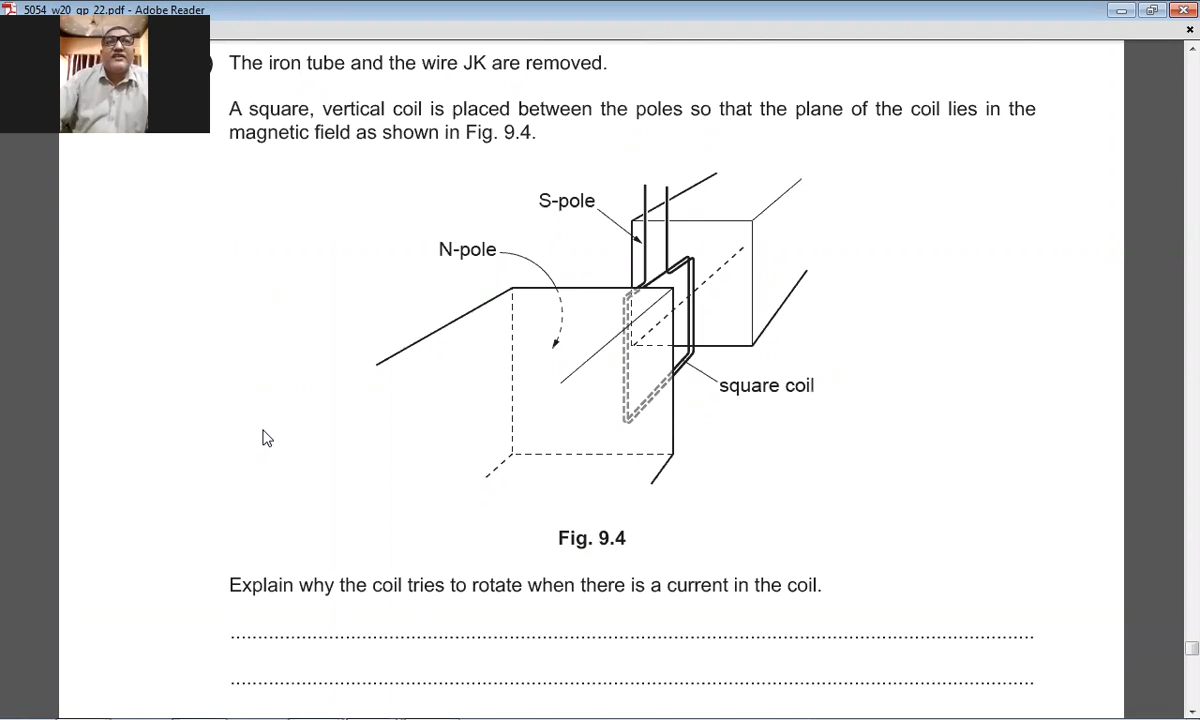 5054_w20_qp_22.pdf - Adobe Reader
) The iron tube and the wire JK are removed.
A square, vertical coil is placed between the poles so that the plane of the coil lies in the
magnetic field as shown in Fig. 9.4.
S-pole
N-pole
square coil
Fig. 9.4
Explain why the coil tries to rotate when there is a current in the coil.